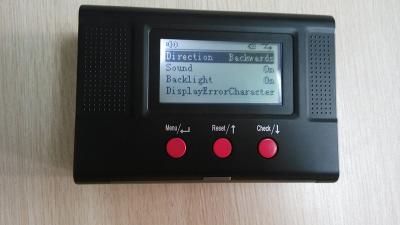 Direction Backwards
Sound On
Backlight On
DisplayErrorCharacter
Menu/↵ Reset/↑ Check/↓